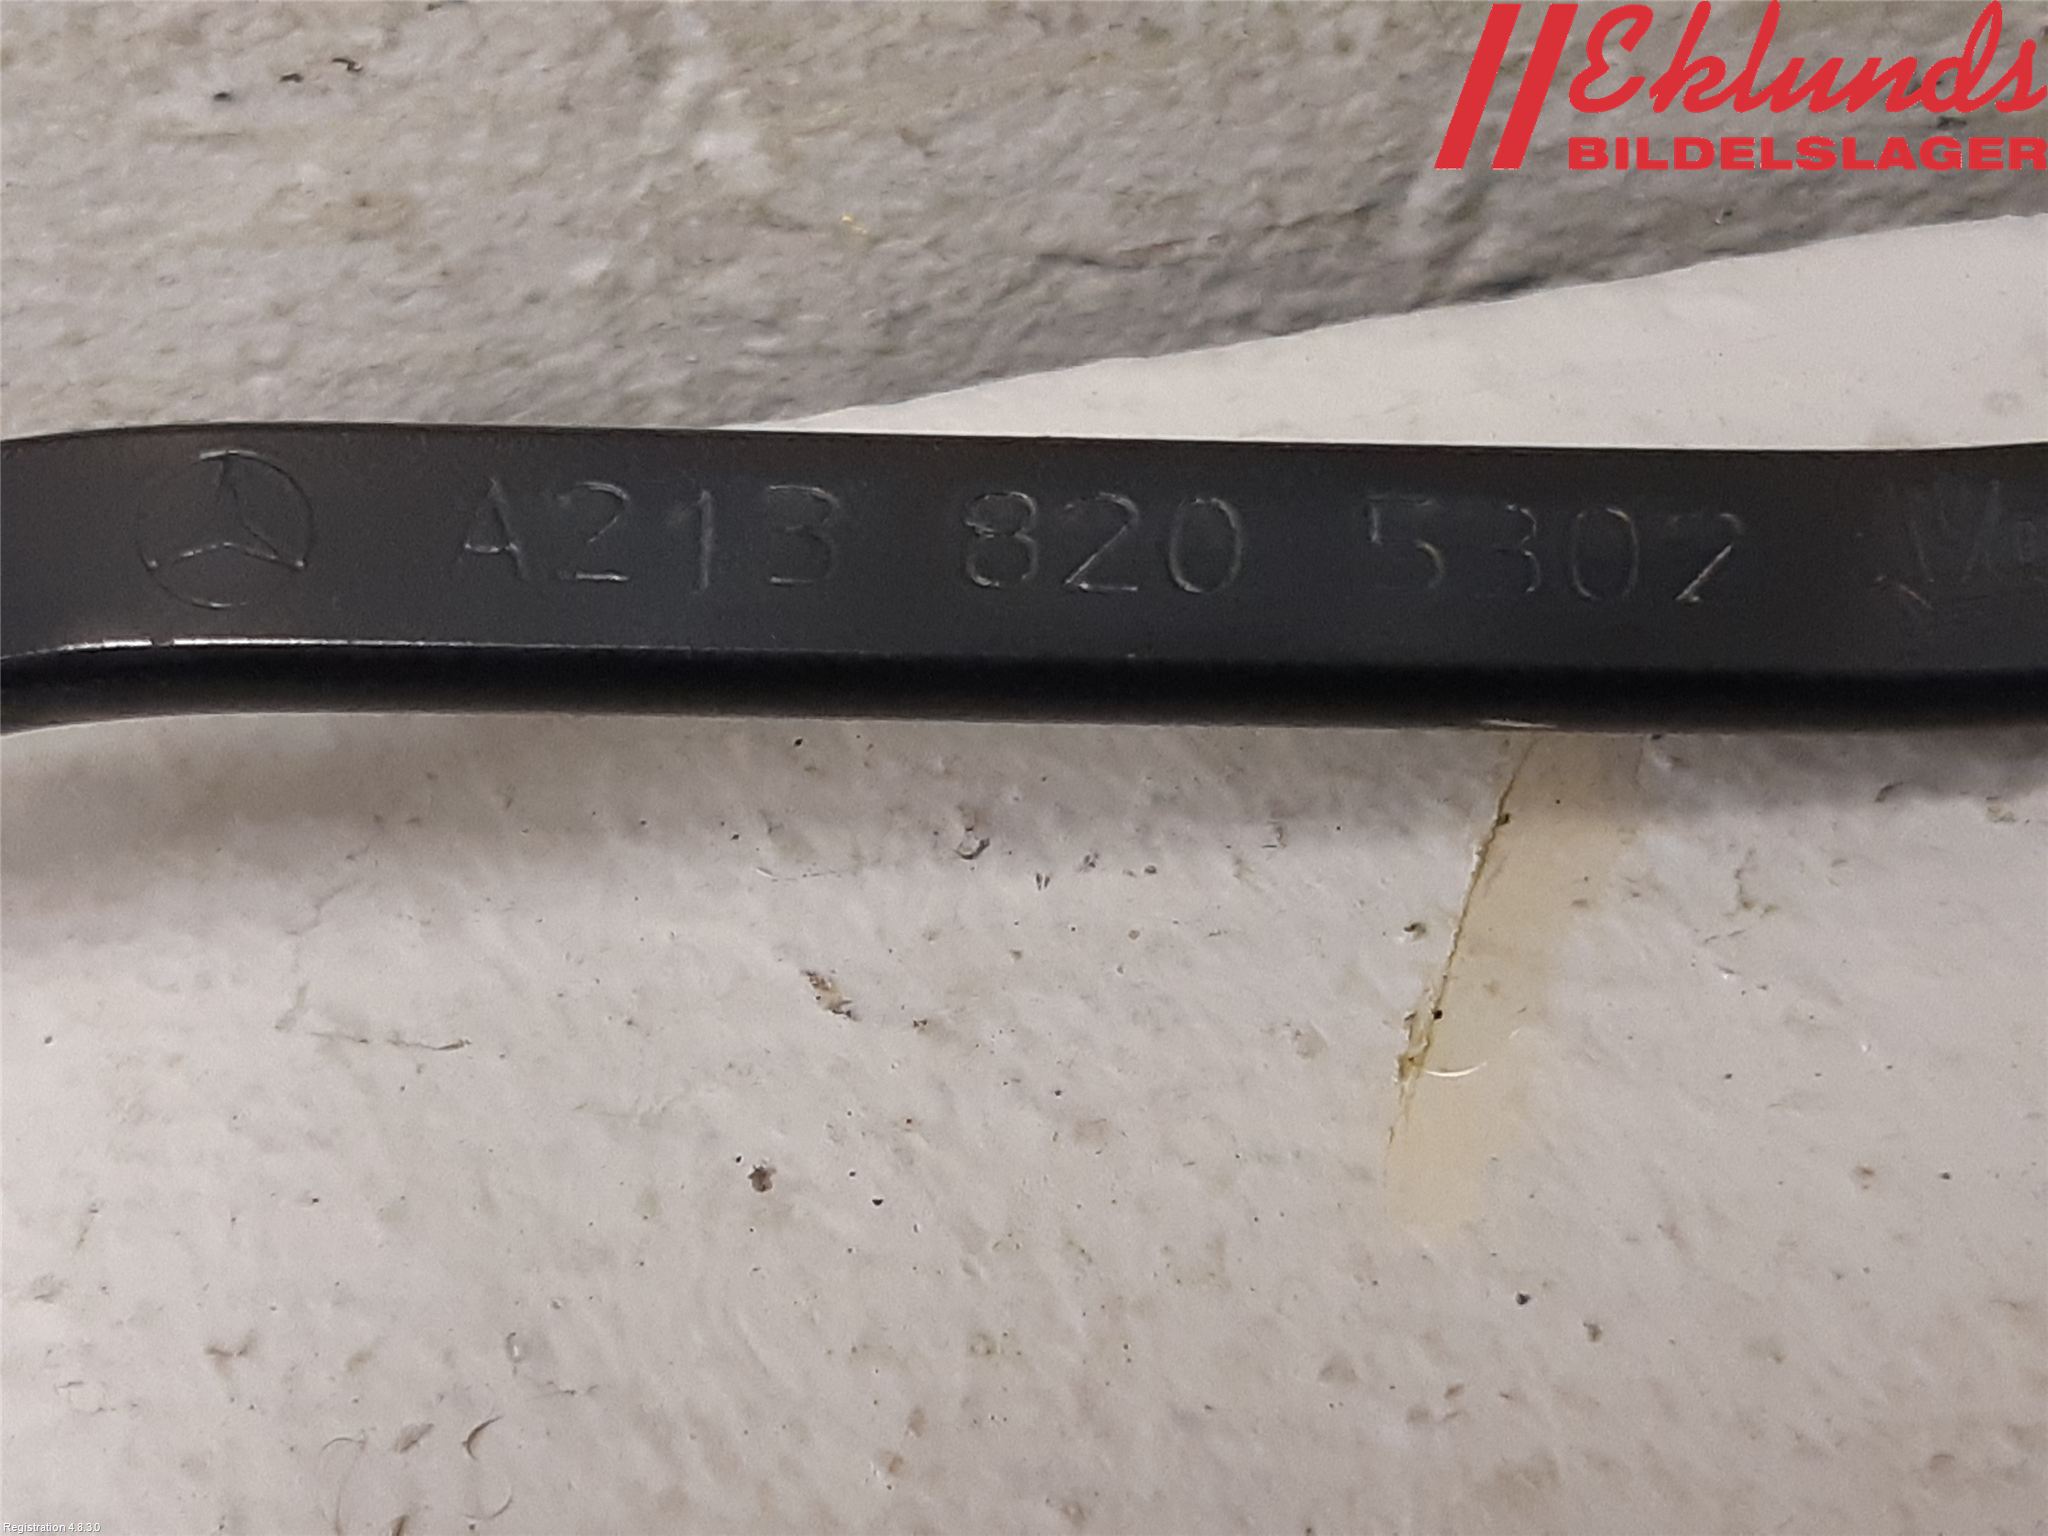 Eklunds
BILDELSLAGER
A213 820 5302
Registration 4.8.3.0